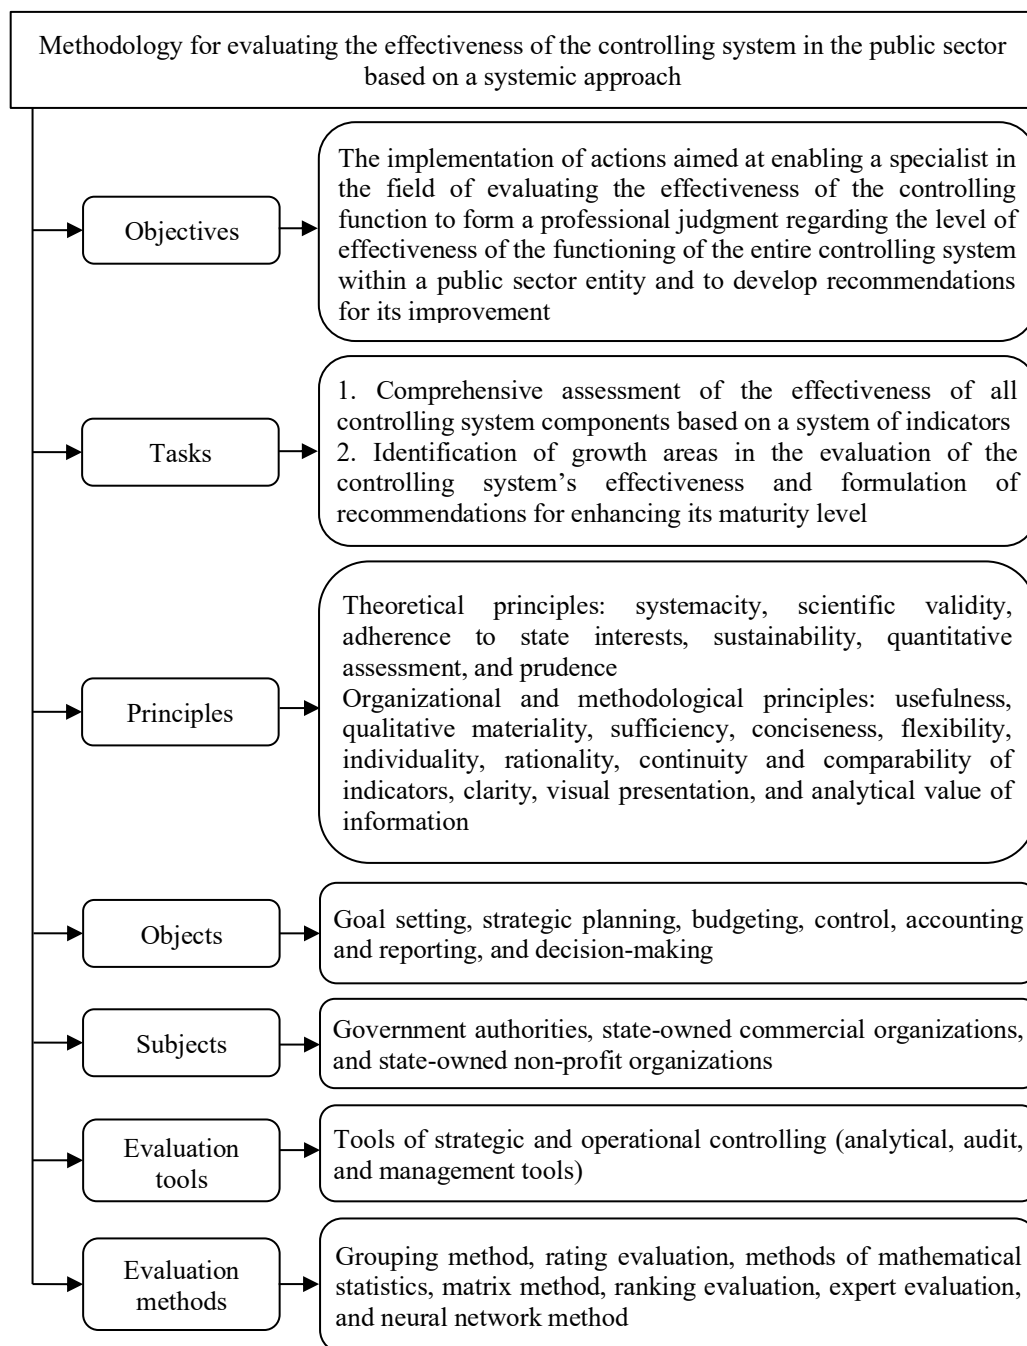 Methodology for evaluating the effectiveness of the controlling system in the public sector
based on a systemic approach
Objectives
The implementation of actions aimed at enabling a specialist in
the field of evaluating the effectiveness of the controlling
function to form a professional judgment regarding the level of
effectiveness of the functioning of the entire controlling system
within a public sector entity and to develop recommendations
for its improvement
Tasks
1. Comprehensive assessment of the effectiveness of all
controlling system components based on a system of indicators
2. Identification of growth areas in the evaluation of the
controlling system’s effectiveness and formulation of
recommendations for enhancing its maturity level
Principles
Theoretical principles: systemacity, scientific validity,
adherence to state interests, sustainability, quantitative
assessment, and prudence
Organizational and methodological principles: usefulness,
qualitative materiality, sufficiency, conciseness, flexibility,
individuality, rationality, continuity and comparability of
indicators, clarity, visual presentation, and analytical value of
information
Objects
Goal setting, strategic planning, budgeting, control, accounting
and reporting, and decision-making
Subjects
Government authorities, state-owned commercial organizations,
and state-owned non-profit organizations
Evaluation
tools
Tools of strategic and operational controlling (analytical, audit,
and management tools)
Evaluation
methods
Grouping method, rating evaluation, methods of mathematical
statistics, matrix method, ranking evaluation, expert evaluation,
and neural network method